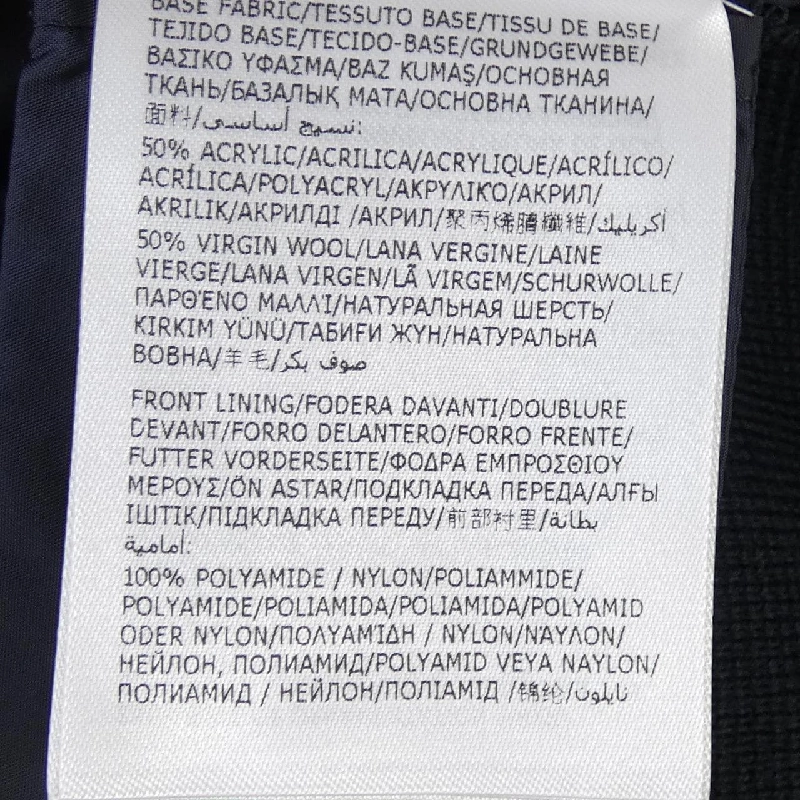 BASE FABRIC/TESSUTO BASE/TISSU DE BASE/
TEJIDO BASE/TECIDO-BASE/GRUNDGEWEBE/
ΒΑΣΙΚΟ ΥΦΑΣΜΑ/BAZ KUMAŞ/ОСНОВНАЯ
ТКАНЬ/БАЗАЛЫҚ МАТА/ОСНОВНА ТКАНИНА/
面料/نسيج أساسي:
50% ACRYLIC/ACRILICA/ACRYLIQUE/ACRÍLICO/
ACRÍLICA/POLYACRYL/ΑΚΡΥΛΙΚΌ/АКРИЛ/
AKRILIK/АКРИЛДІ /АКРИЛ/聚丙烯腈纖維/أكريليك
50% VIRGIN WOOL/LANA VERGINE/LAINE
VIERGE/LANA VIRGEN/LÃ VIRGEM/SCHURWOLLE/
ΠΑΡΘΈΝΟ ΜΑΛΛΊ/НАТУРАЛЬНАЯ ШЕРСТЬ/
KIRKIM YÜNÜ/ТАБИҒИ ЖҮН/НАТУРАЛЬНА
ВОВНА/羊毛/صوف بكر
FRONT LINING/FODERA DAVANTI/DOUBLURE
DEVANT/FORRO DELANTERO/FORRO FRENTE/
FUTTER VORDERSEITE/ΦΟΔΡΑ ΕΜΠΡΟΣΘΙΟΥ
ΜΕΡΟΥΣ/ÖN ASTAR/ПОДКЛАДКА ПЕРЕДА/АЛҒЫ
ІШТІК/ПІДКЛАДКА ПЕРЕДУ/前部衬里/بطانة
أمامية:
100% POLYAMIDE / NYLON/POLIAMMIDE/
POLYAMIDE/POLIAMIDA/POLIAMIDA/POLYAMID
ODER NYLON/ΠΟΛΥΑΜΊΔΗ / NYLON/ΝΆΥΛΟΝ/
НЕЙЛОН, ПОЛИАМИД/POLYAMID VEYA NAYLON/
ПОЛИАМИД / НЕЙЛОН/ПОЛІАМІД /锦纶/نايلون